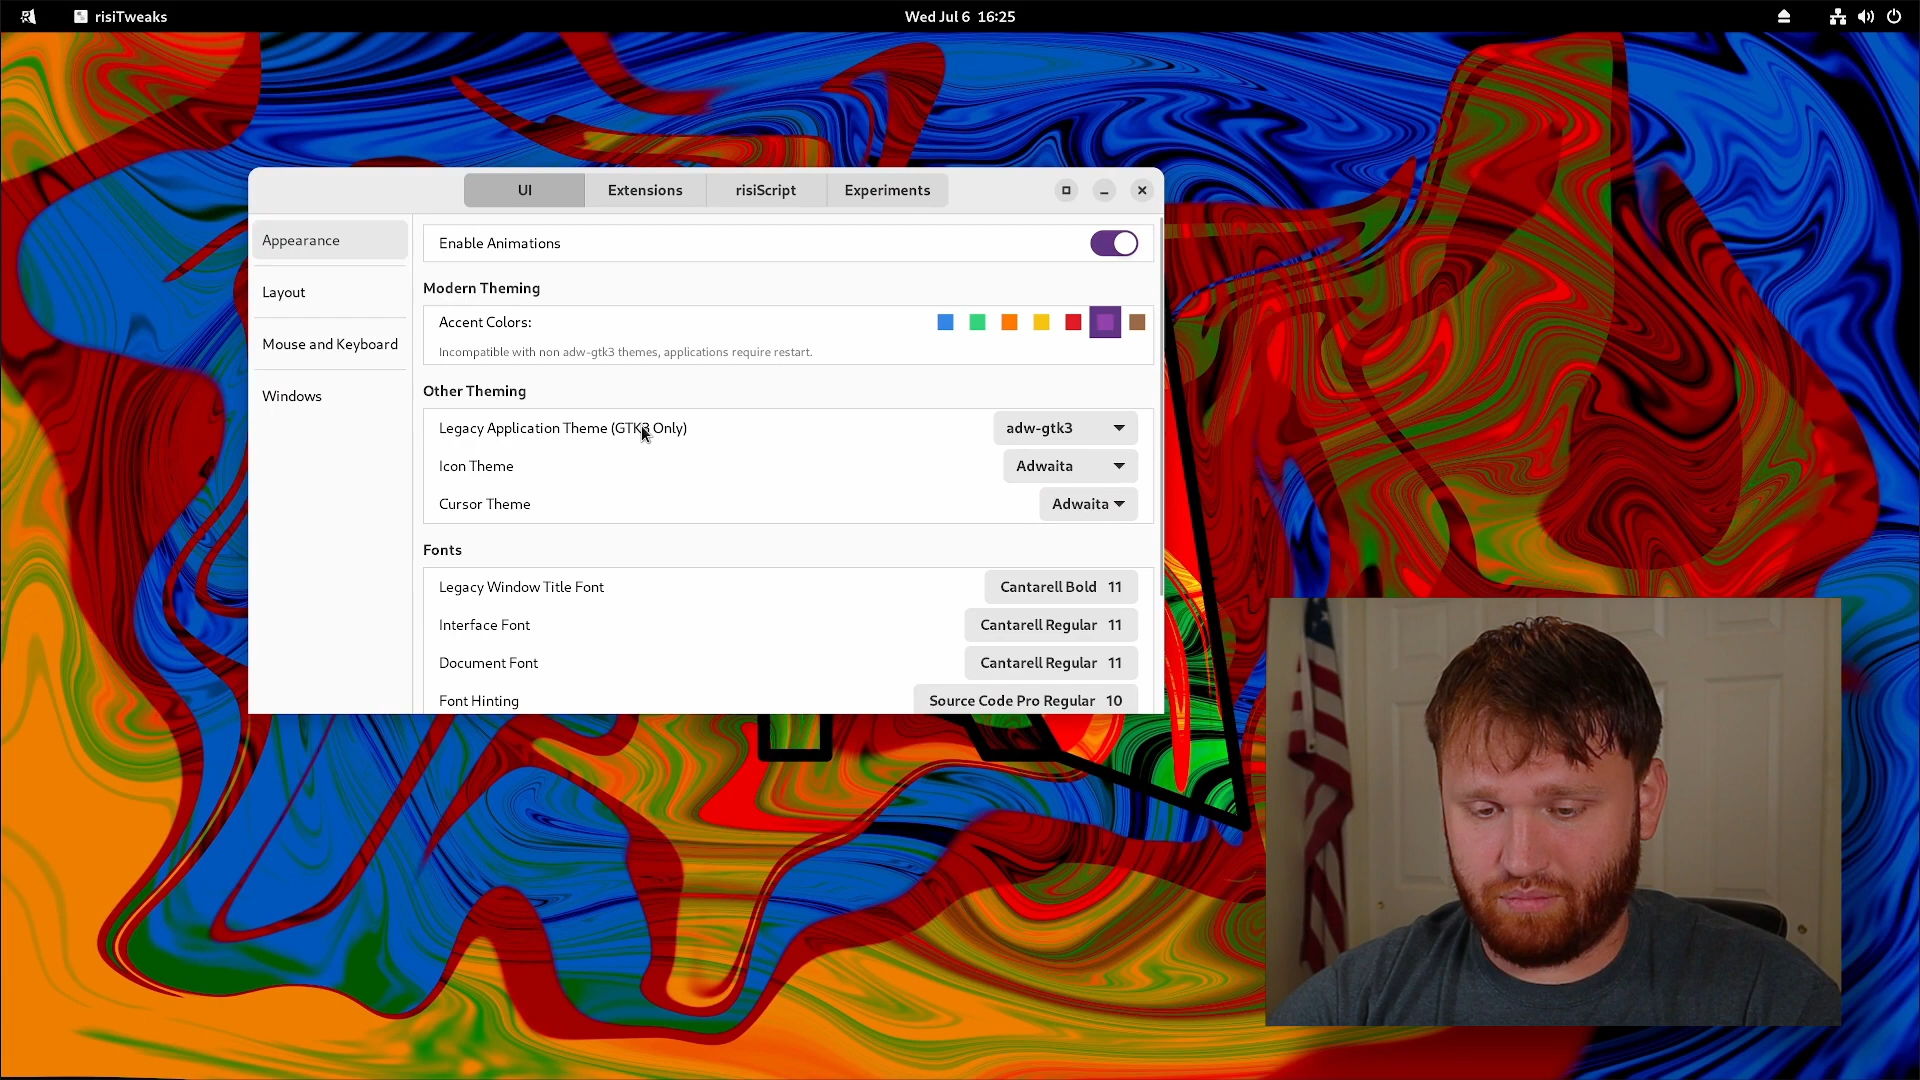 risiTweaks
Wed Jul 6 16:25
UI
Extensions
risiScript
Experiments
Appearance
Layout
Mouse and Keyboard
Windows
Enable Animations
Modern Theming
Accent Colors:
Incompatible with non adw-gtk3 themes, applications require restart.
Other Theming
Legacy Application Theme (GTK3 Only)
adw-gtk3
Icon Theme
Adwaita
Cursor Theme
Adwaita
Fonts
Legacy Window Title Font
Cantarell Bold 11
Interface Font
Cantarell Regular 11
Document Font
Cantarell Regular 11
Font Hinting
Source Code Pro Regular 10